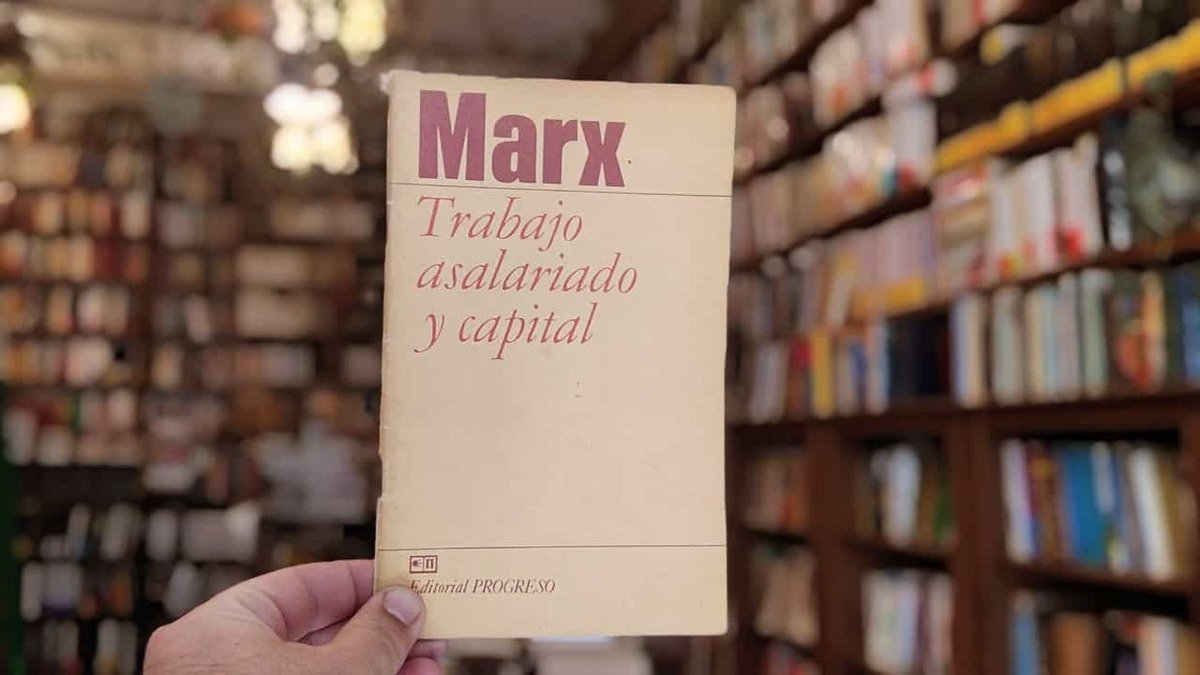 Marx
Trabajo
asalariado
y capital
Editorial PROGRESO